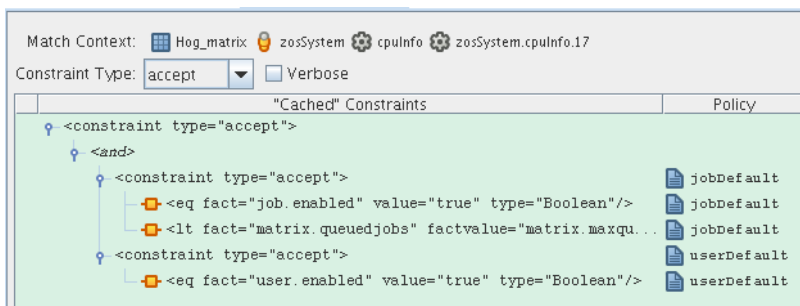 Match Context: Hog_matrix zosSystem cpuInfo zosSystem.cpuInfo.17
Constraint Type: accept Verbose
"Cached" Constraints Policy
<constraint type="accept">
<and>
<constraint type="accept"> jobDefault
<eq fact="job.enabled" value="true" type="Boolean"/> jobDefault
<lt fact="matrix.queuedjobs" factvalue="matrix.maxqu... jobDefault
<constraint type="accept"> userDefault
<eq fact="user.enabled" value="true" type="Boolean"/> userDefault